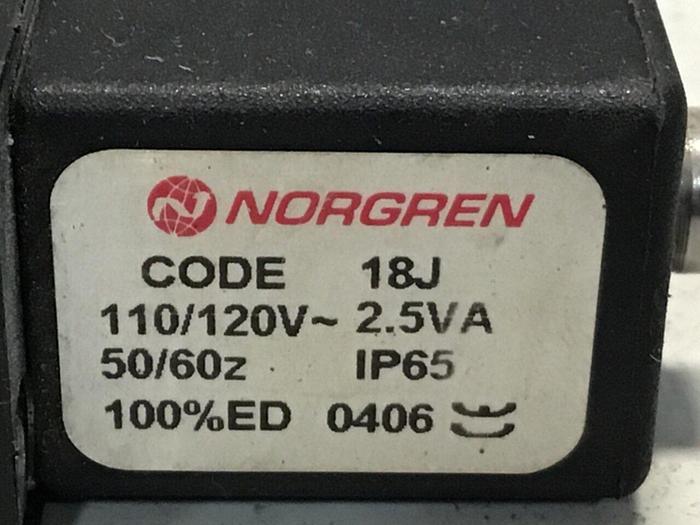 NORGREN
CODE 18J
110/120V~ 2.5VA
50/60z IP65
100%ED 0406